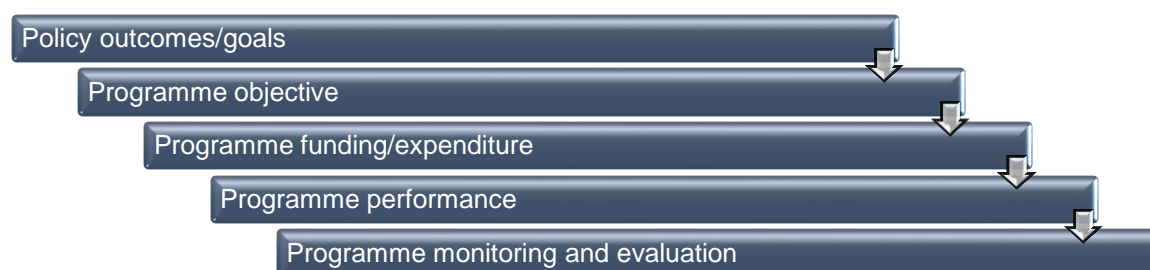 Policy outcomes/goals
Programme objective
Programme funding/expenditure
Programme performance
Programme monitoring and evaluation